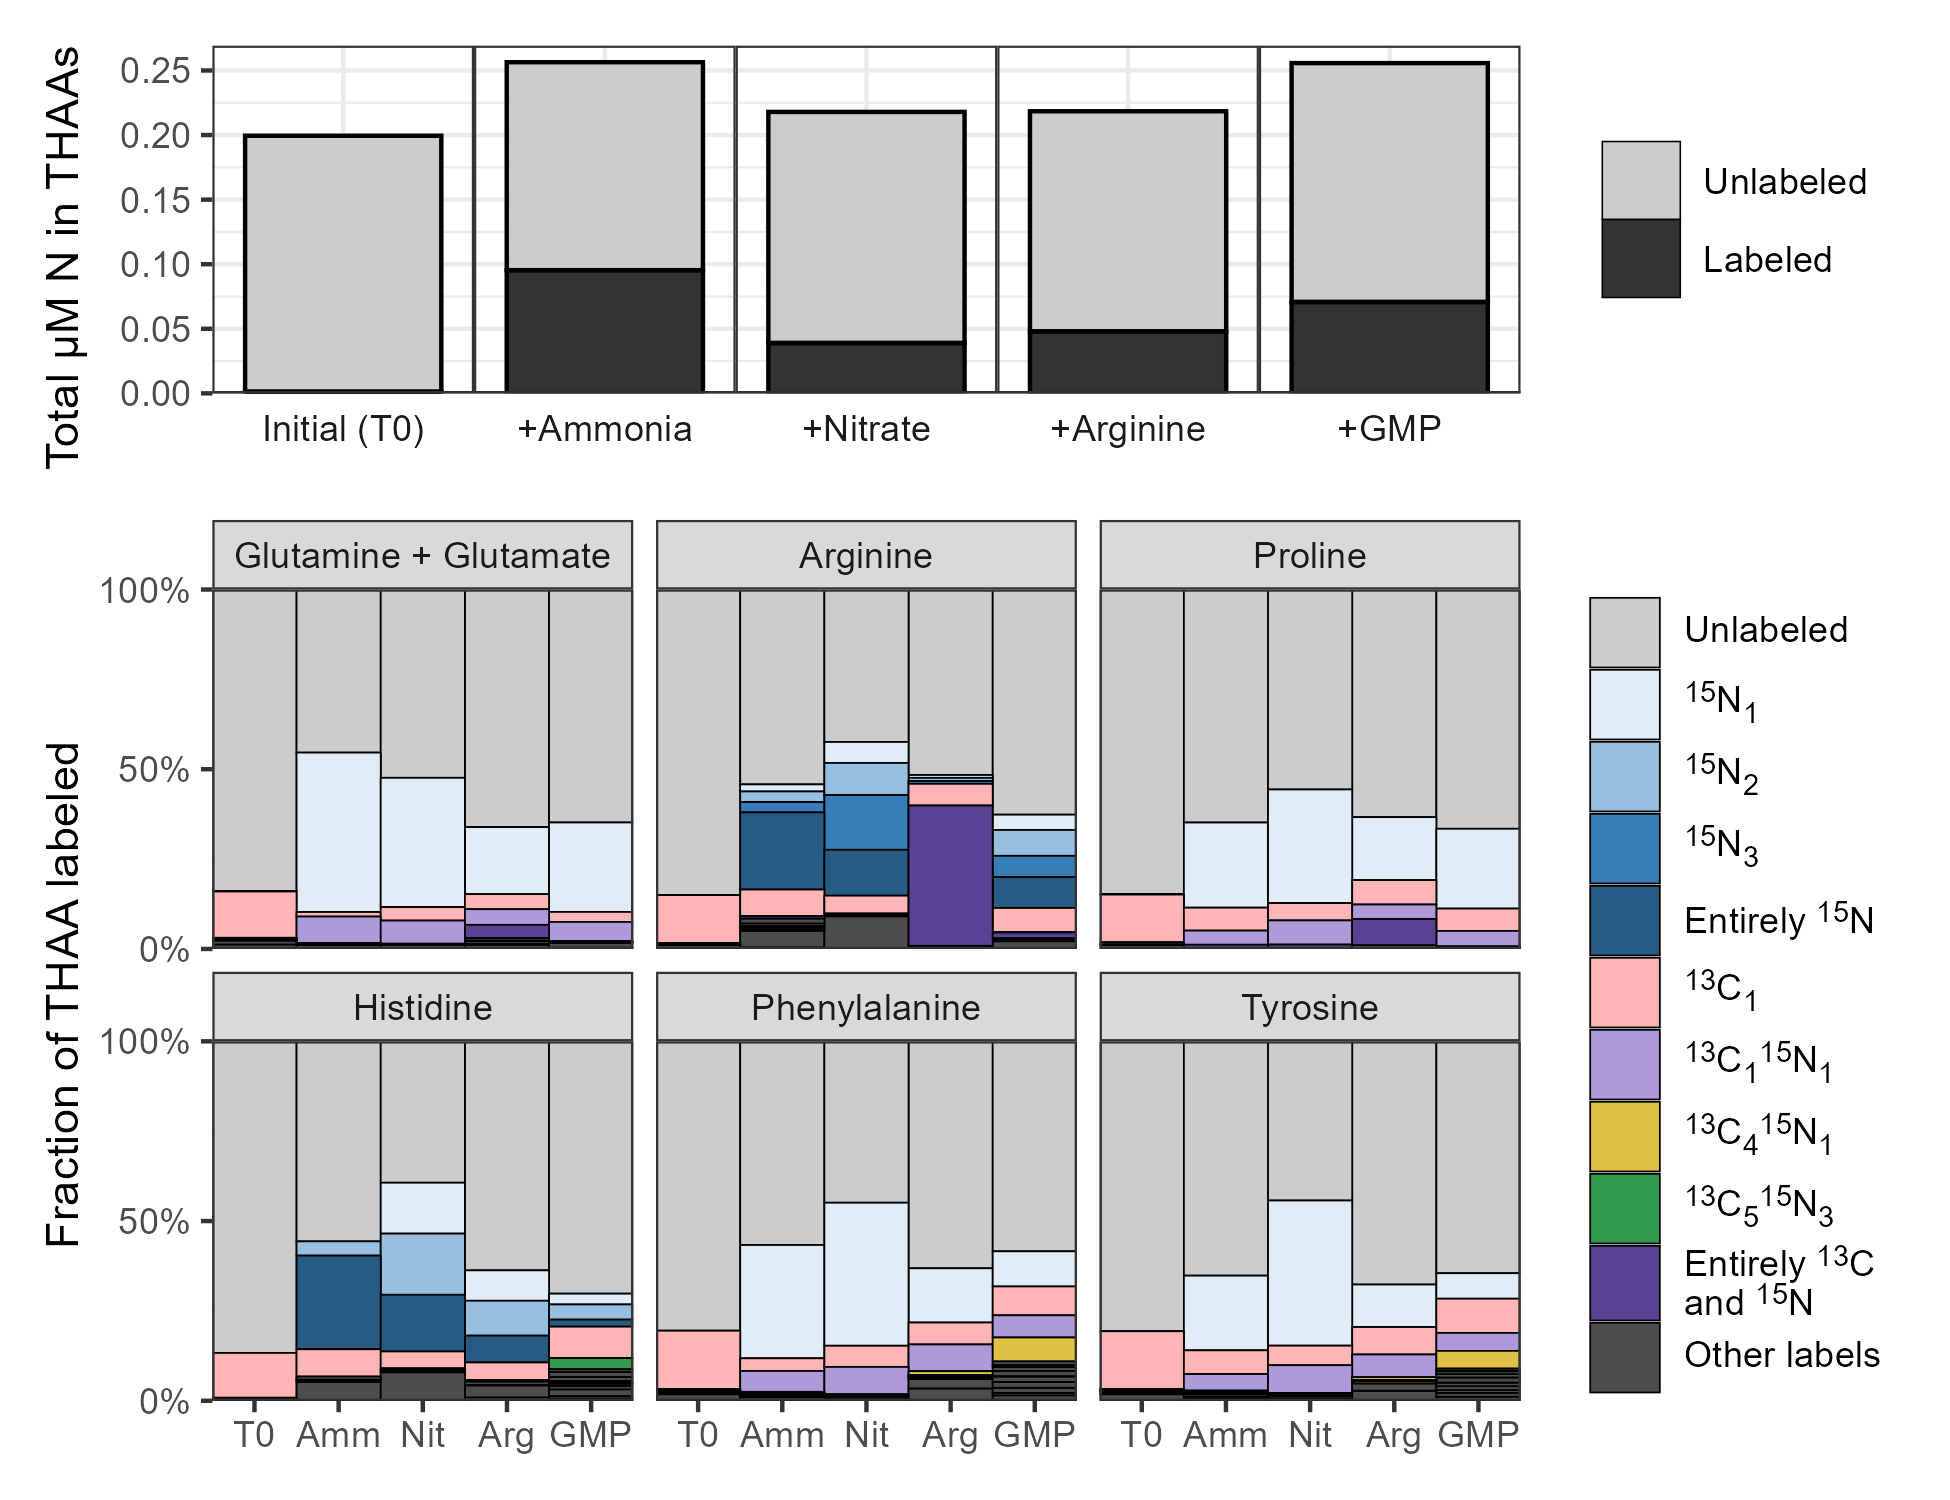 Total µM N in THAAs
0.25
0.20
0.15
0.10
0.05
0.00
Initial (T0) +Ammonia +Nitrate +Arginine +GMP
Unlabeled
Labeled
Fraction of THAA labeled
Glutamine + Glutamate Arginine Proline
100%
50%
0%
Histidine Phenylalanine Tyrosine
100%
50%
0%
T0 Amm Nit Arg GMP T0 Amm Nit Arg GMP T0 Amm Nit Arg GMP
Unlabeled
¹⁵N₁
¹⁵N₂
¹⁵N₃
Entirely ¹⁵N
¹³C₁
¹³C₁¹⁵N₁
¹³C₄¹⁵N₁
¹³C₅¹⁵N₃
Entirely ¹³C
and ¹⁵N
Other labels